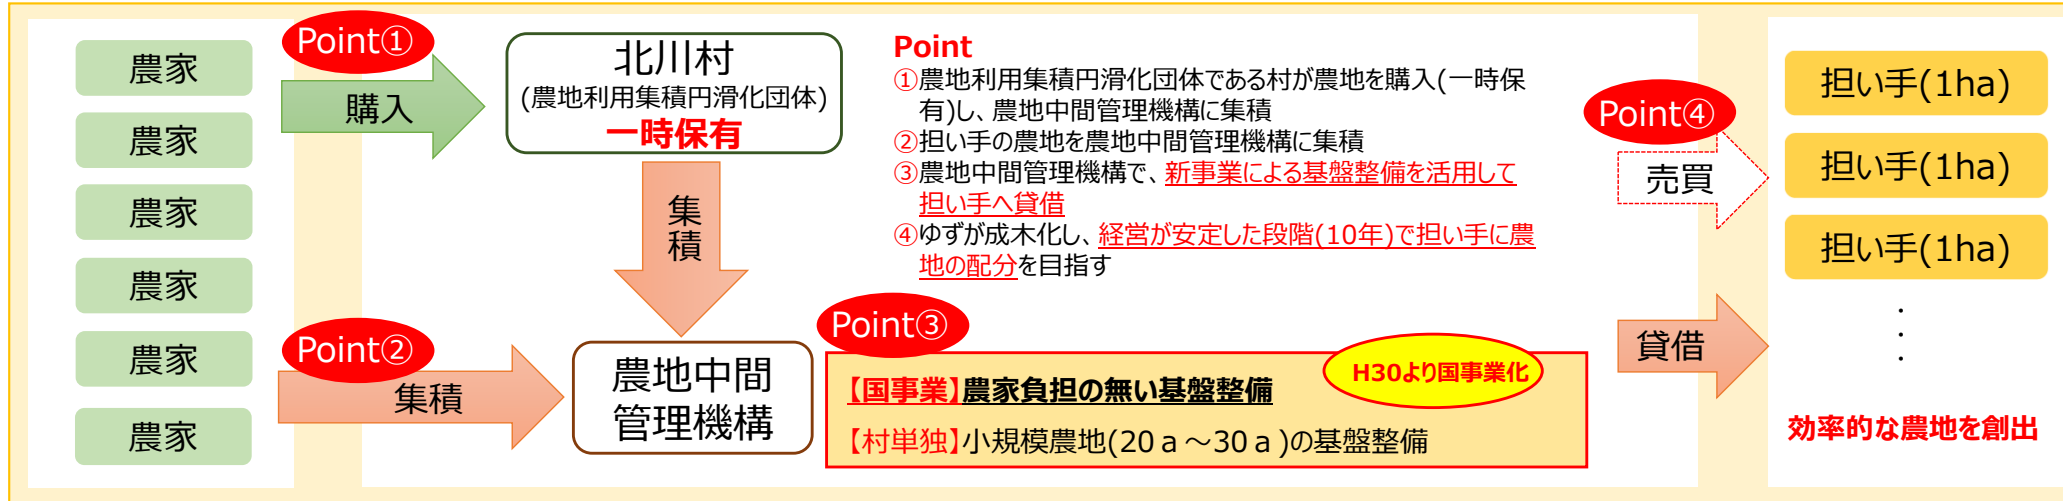 農家
農家
農家
農家
農家
農家
Point①
購入
北川村
(農地利用集積円滑化団体)
一時保有
集積
Point②
集積
農地中間
管理機構
Point
①農地利用集積円滑化団体である村が農地を購入(一時保
有)し、農地中間管理機構に集積
②担い手の農地を農地中間管理機構に集積
③農地中間管理機構で、新事業による基盤整備を活用して
担い手へ貸借
④ゆずが成木化し、経営が安定した段階(10年)で担い手に農
地の配分を目指す
Point③
H30より国事業化
【国事業】農家負担の無い基盤整備
【村単独】小規模農地(20a～30a)の基盤整備
Point④
売買
貸借
担い手(1ha)
担い手(1ha)
担い手(1ha)
・
・
・
効率的な農地を創出